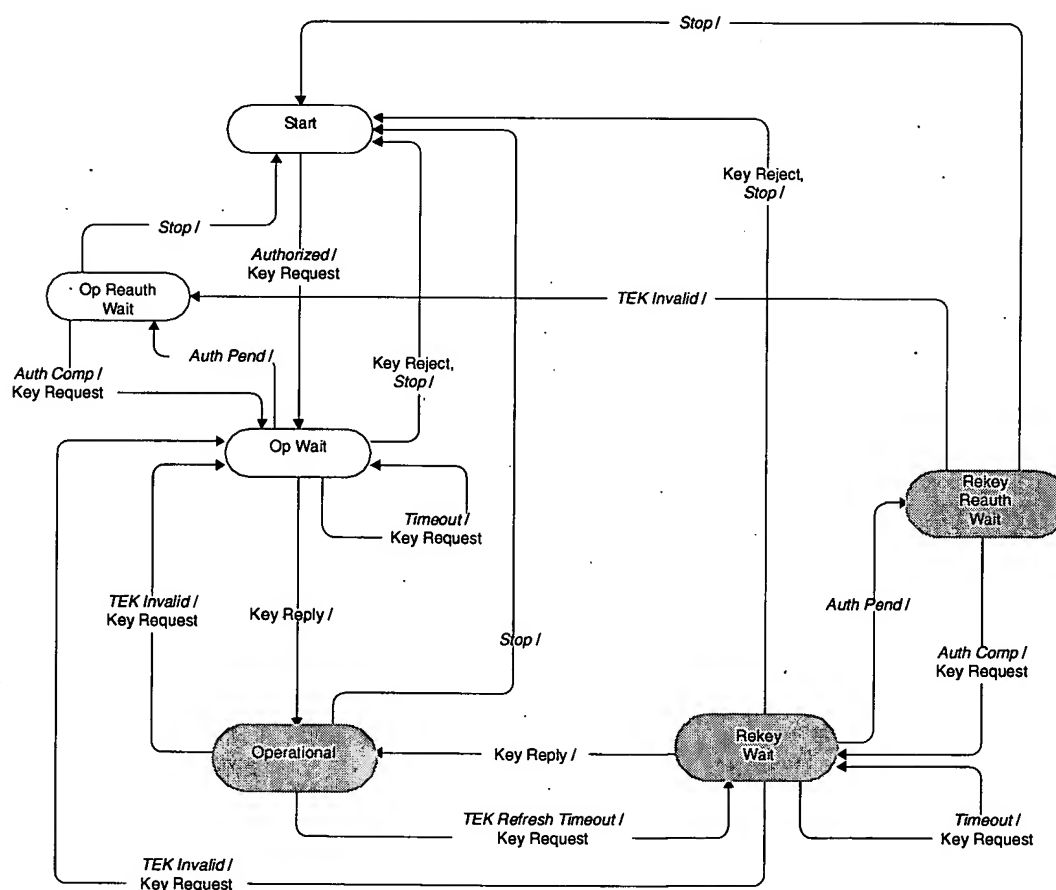 Stop /
Start
Key Reject,
Stop /
Stop /
Authorized /
Key Request
Op Reauth
Wait
TEK Invalid /
Auth Pend /
Key Reject,
Stop /
Auth Comp /
Key Request
Op Wait
Rekey
Reauth
Wait
Timeout /
Key Request
TEK Invalid /
Key Request
Key Reply /
Auth Pend /
Stop /
Auth Comp /
Key Request
Operational
Key Reply /
Rekey
Wait
TEK Refresh Timeout /
Key Request
Timeout /
Key Request
TEK Invalid /
Key Request